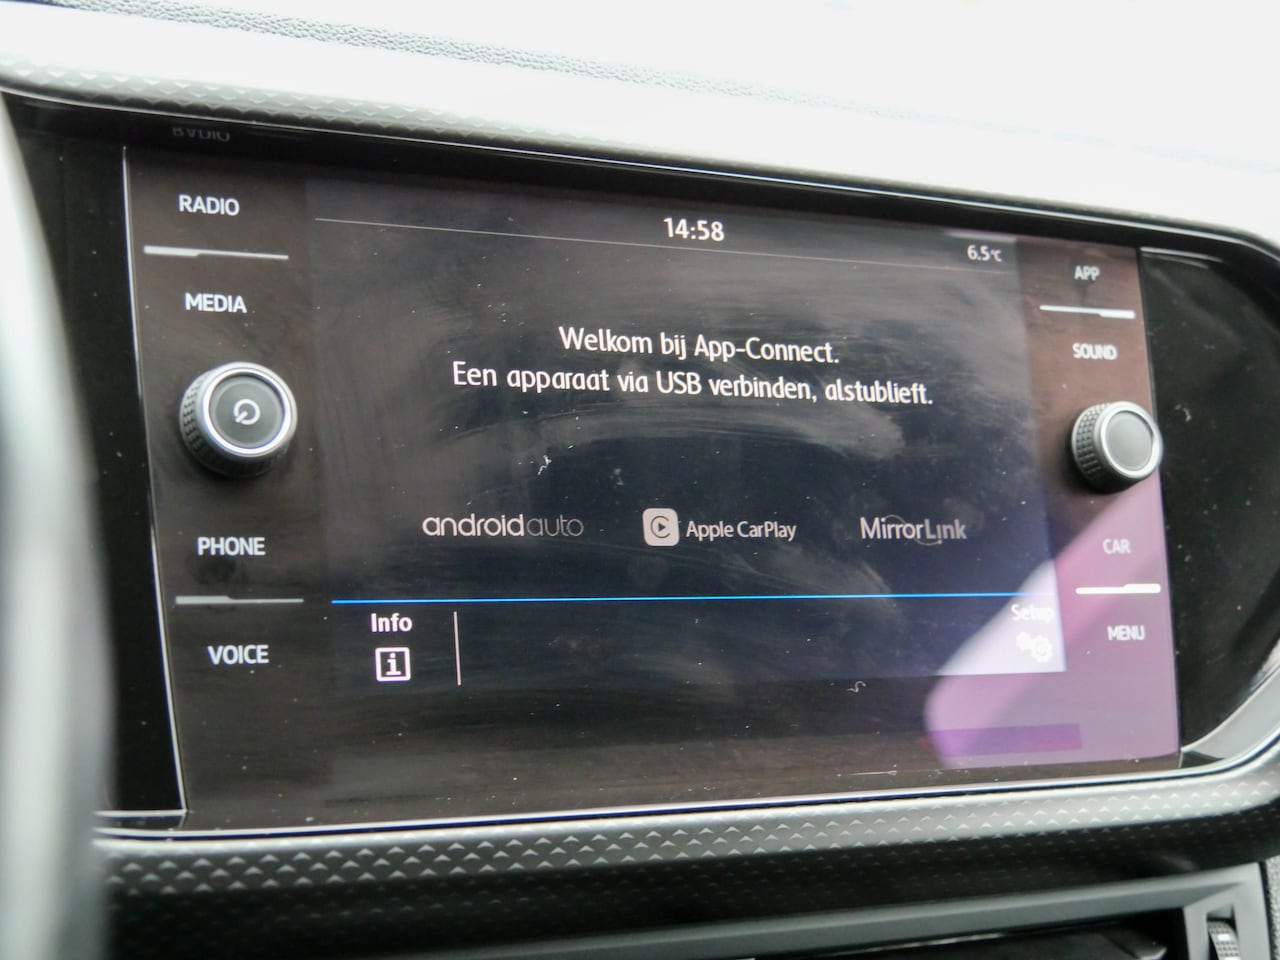 RADIO
MEDIA
PHONE
VOICE
14:58
6.5°C
Welkom bij App-Connect.
Een apparaat via USB verbinden, alstublieft.
androidauto
Apple CarPlay
MirrorLink
Info
i
Setup
APP
SOUND
CAR
MENU